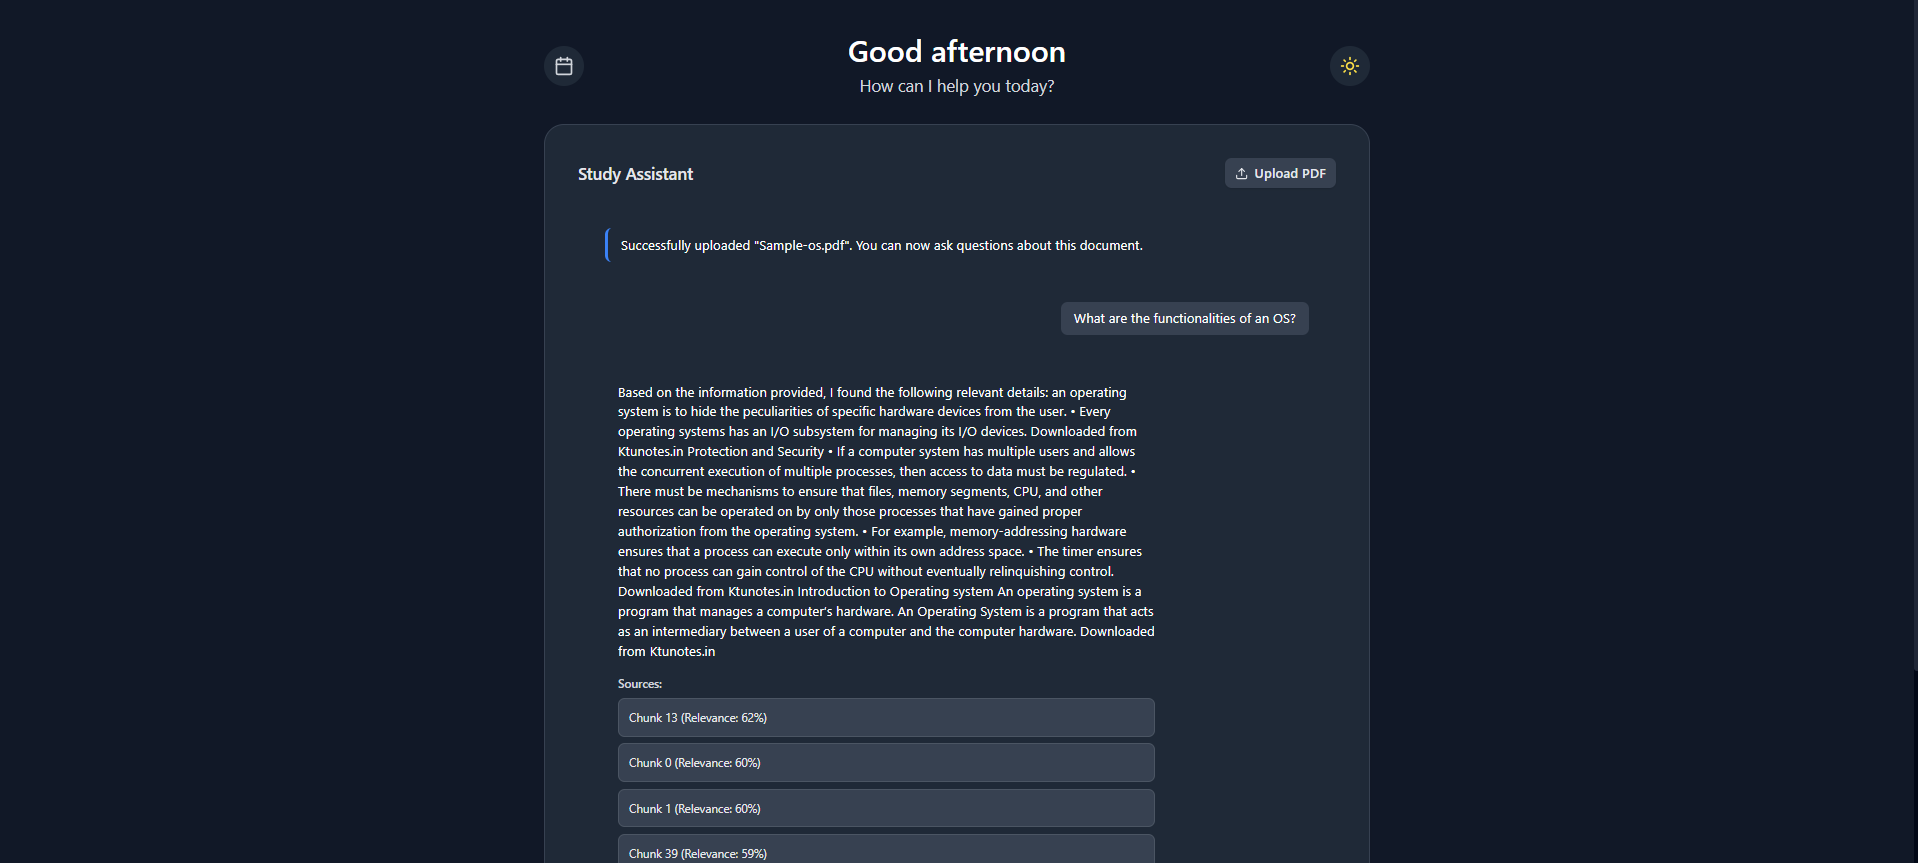 Good afternoon
How can I help you today?
Study Assistant
Upload PDF
Successfully uploaded "Sample-os.pdf". You can now ask questions about this document.
What are the functionalities of an OS?
Based on the information provided, I found the following relevant details: an operating
system is to hide the peculiarities of specific hardware devices from the user. • Every
operating systems has an I/O subsystem for managing its I/O devices. Downloaded from
Ktunotes.in Protection and Security • If a computer system has multiple users and allows
the concurrent execution of multiple processes, then access to data must be regulated. •
There must be mechanisms to ensure that files, memory segments, CPU, and other
resources can be operated on by only those processes that have gained proper
authorization from the operating system. • For example, memory-addressing hardware
ensures that a process can execute only within its own address space. • The timer ensures
that no process can gain control of the CPU without eventually relinquishing control.
Downloaded from Ktunotes.in Introduction to Operating system An operating system is a
program that manages a computer's hardware. An Operating System is a program that acts
as an intermediary between a user of a computer and the computer hardware. Downloaded
from Ktunotes.in
Sources:
Chunk 13 (Relevance: 62%)
Chunk 0 (Relevance: 60%)
Chunk 1 (Relevance: 60%)
Chunk 39 (Relevance: 59%)